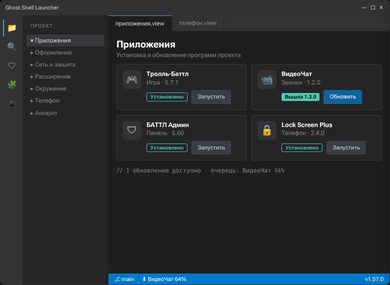 Ghost Shell Launcher
ПРОЕКТ
▾ Приложения
▸ Оформление
▸ Сеть и защита
▸ Расширения
▸ Окружение
▸ Телефон
▸ Аккаунт
приложения.view
телефон.view
Приложения
Установка и обновление программ проекта
Тролль-Баттл
Игра · 5.7.1
Установлено
Запустить
ВидеоЧат
Звонки · 1.2.0
Вышла 1.3.0
Обновить
БАТТЛ Админ
Панель · 5.60
Установлено
Запустить
Lock Screen Plus
Телефон · 2.4.0
Установлено
Запустить
// 1 обновление доступно · очередь: ВидеоЧат 64%
main
⬇ ВидеоЧат 64%
v1.57.0